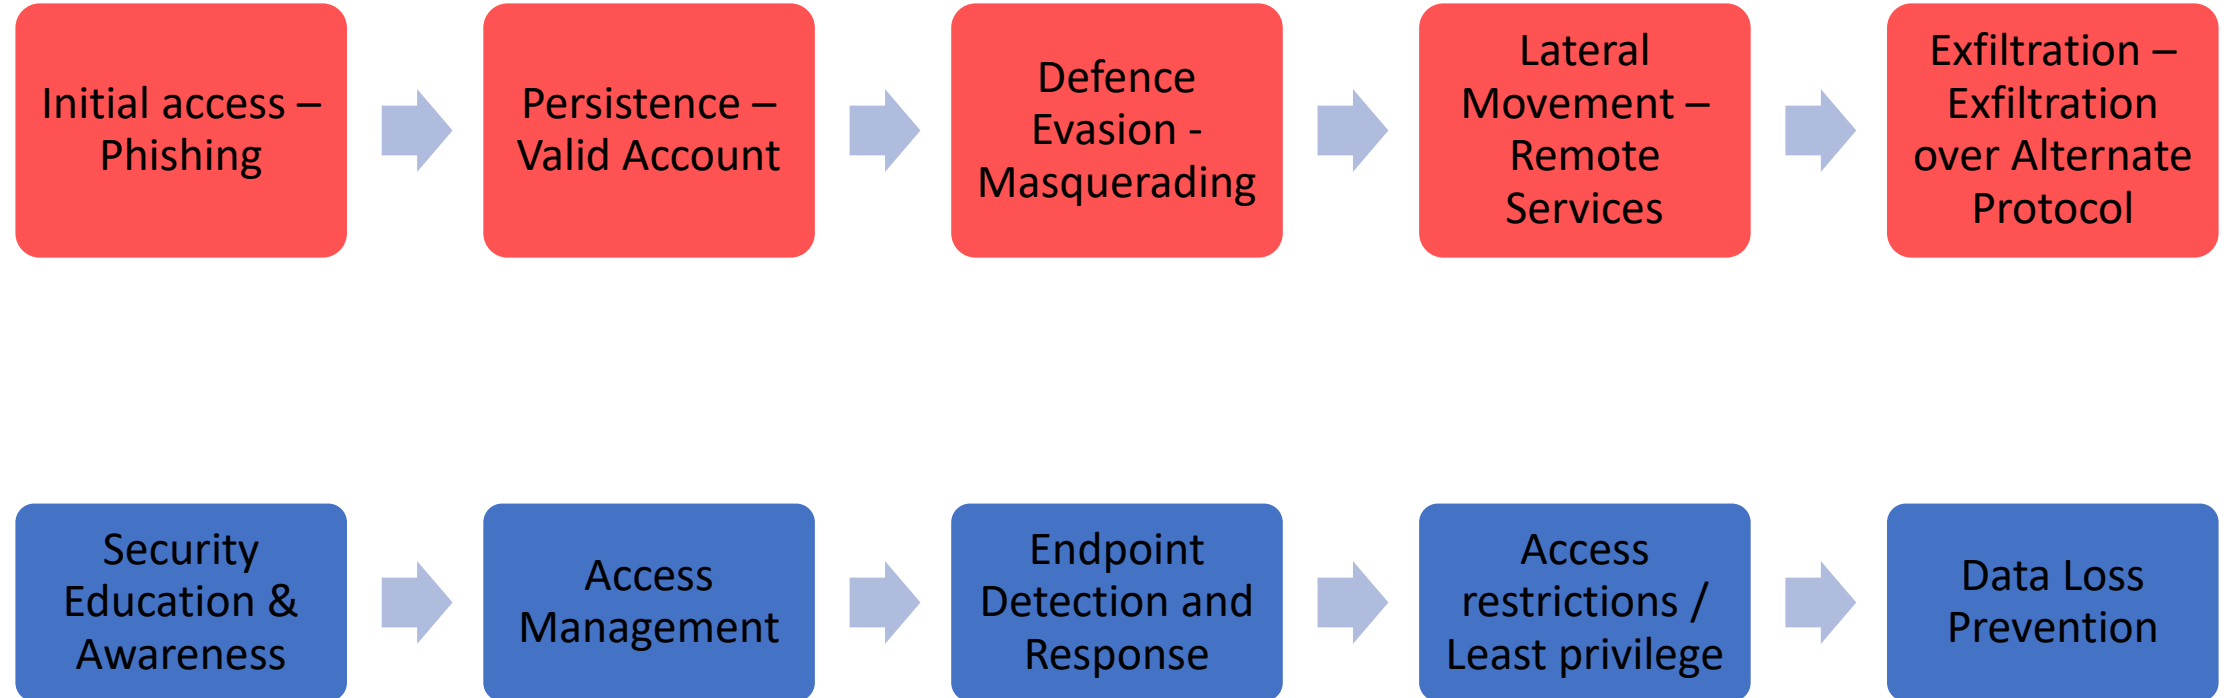 Initial access –
Phishing
Persistence –
Valid Account
Defence
Evasion -
Masquerading
Lateral
Movement –
Remote
Services
Exfiltration –
Exfiltration
over Alternate
Protocol
Security
Education &
Awareness
Access
Management
Endpoint
Detection and
Response
Access
restrictions /
Least privilege
Data Loss
Prevention